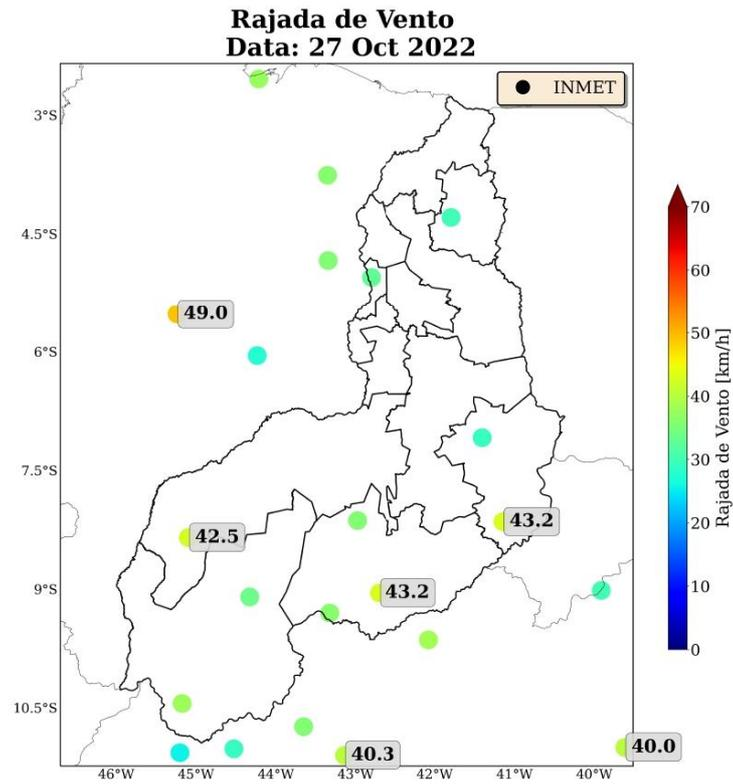 Rajada de Vento
Data: 27 Oct 2022
INMET
3°S
4.5°S
6°S
7.5°S
9°S
10.5°S
49.0
42.5
43.2
43.2
40.3
40.0
46°W
45°W
44°W
43°W
42°W
41°W
40°W
70
60
50
40
30
20
10
0
Rajada de Vento [km/h]